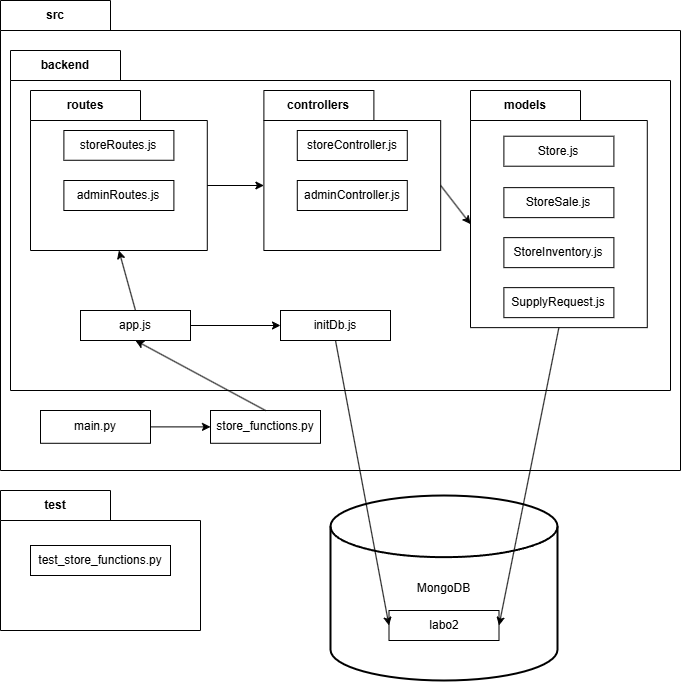 src
backend
routes
storeRoutes.js
adminRoutes.js
controllers
storeController.js
adminController.js
models
Store.js
StoreSale.js
StoreInventory.js
SupplyRequest.js
app.js
initDb.js
main.py
store_functions.py
test
test_store_functions.py
MongoDB
labo2